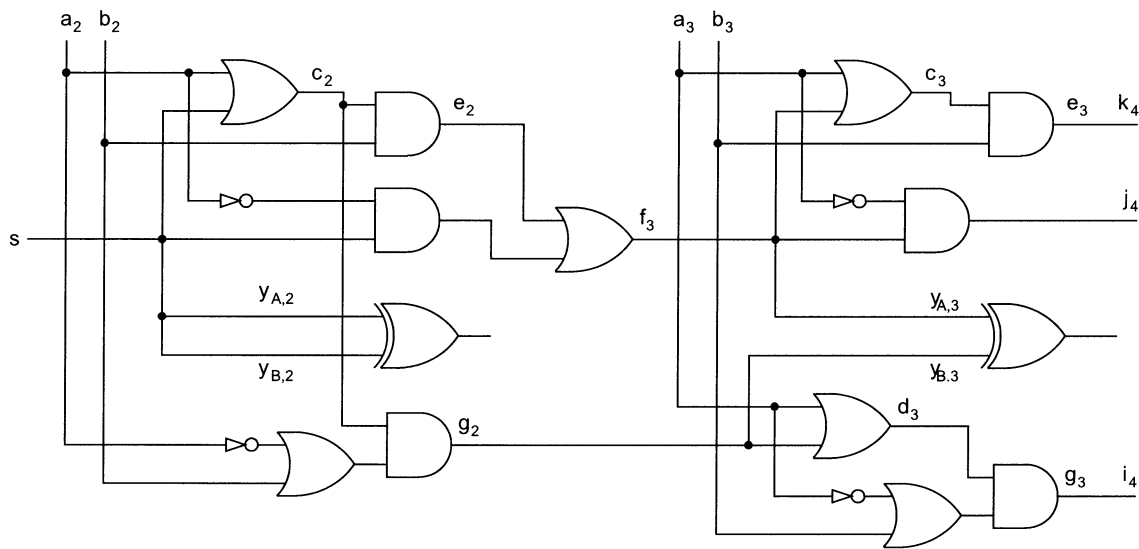 a2 b2 a3 b3
c2 c3
e2 e3 k4
s f3 j4
yA,2 yA,3
yB,2 yB.3
g2 d3
g3 i4